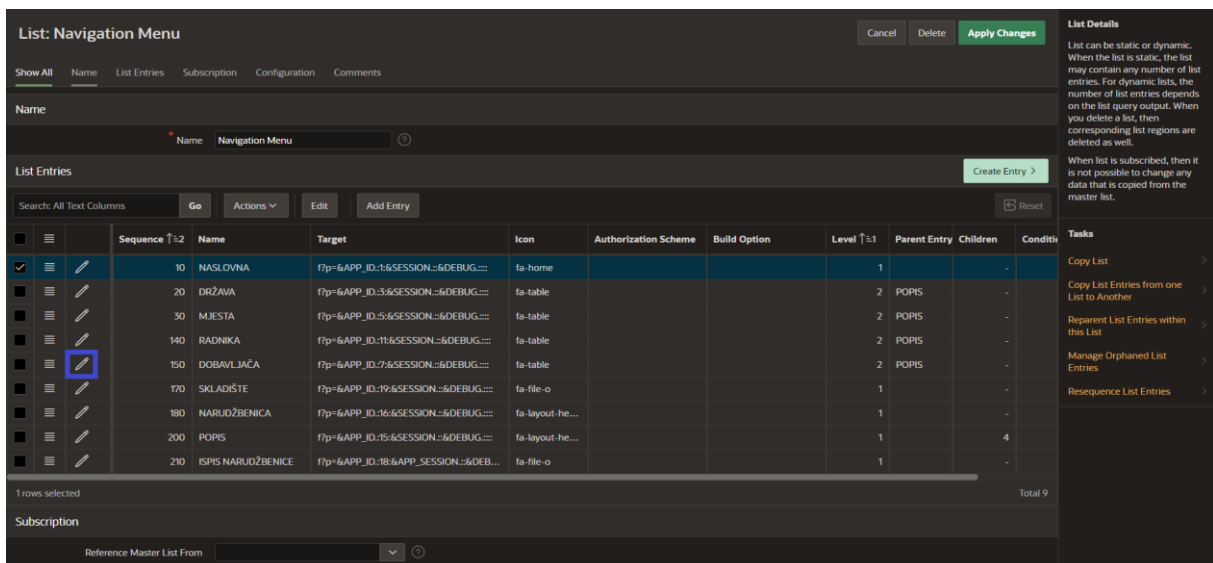 List: Navigation Menu
Cancel Delete Apply Changes
Show All Name List Entries Subscription Configuration Comments
Name
* Name Navigation Menu
List Entries
Create Entry >
Search: All Text Columns Go Actions Edit Add Entry Reset
Sequence ↑≟2 Name Target Icon Authorization Scheme Build Option Level ↑≟1 Parent Entry Children Conditi
10 NASLOVNA f?p=&APP_ID.:1:&SESSION.::&DEBUG.:::: fa-home 1 -
20 DRŽAVA f?p=&APP_ID.:3:&SESSION.::&DEBUG.:::: fa-table 2 POPIS -
30 MJESTA f?p=&APP_ID.:5:&SESSION.::&DEBUG.:::: fa-table 2 POPIS -
140 RADNIKA f?p=&APP_ID.:11:&SESSION.::&DEBUG.:::: fa-table 2 POPIS -
150 DOBAVLJAČA f?p=&APP_ID.:7:&SESSION.::&DEBUG.:::: fa-table 2 POPIS -
170 SKLADIŠTE f?p=&APP_ID.:19:&SESSION.::&DEBUG.:::: fa-file-o 1 -
180 NARUDŽBENICA f?p=&APP_ID.:16:&SESSION.::&DEBUG.:::: fa-layout-he... 1 -
200 POPIS f?p=&APP_ID.:15:&SESSION.::&DEBUG.:::: fa-layout-he... 1 4
210 ISPIS NARUDŽBENICE f?p=&APP_ID.:18:&APP_SESSION.::&DEB... fa-file-o 1 -
1 rows selected Total 9
Subscription
Reference Master List From
List Details
List can be static or dynamic.
When the list is static, the list
may contain any number of list
entries. For dynamic lists, the
number of list entries depends
on the list query output. When
you delete a list, then
corresponding list regions are
deleted as well.
When list is subscribed, then it
is not possible to change any
data that is copied from the
master list.
Tasks
Copy List
Copy List Entries from one
List to Another
Reparent List Entries within
this List
Manage Orphaned List
Entries
Resequence List Entries